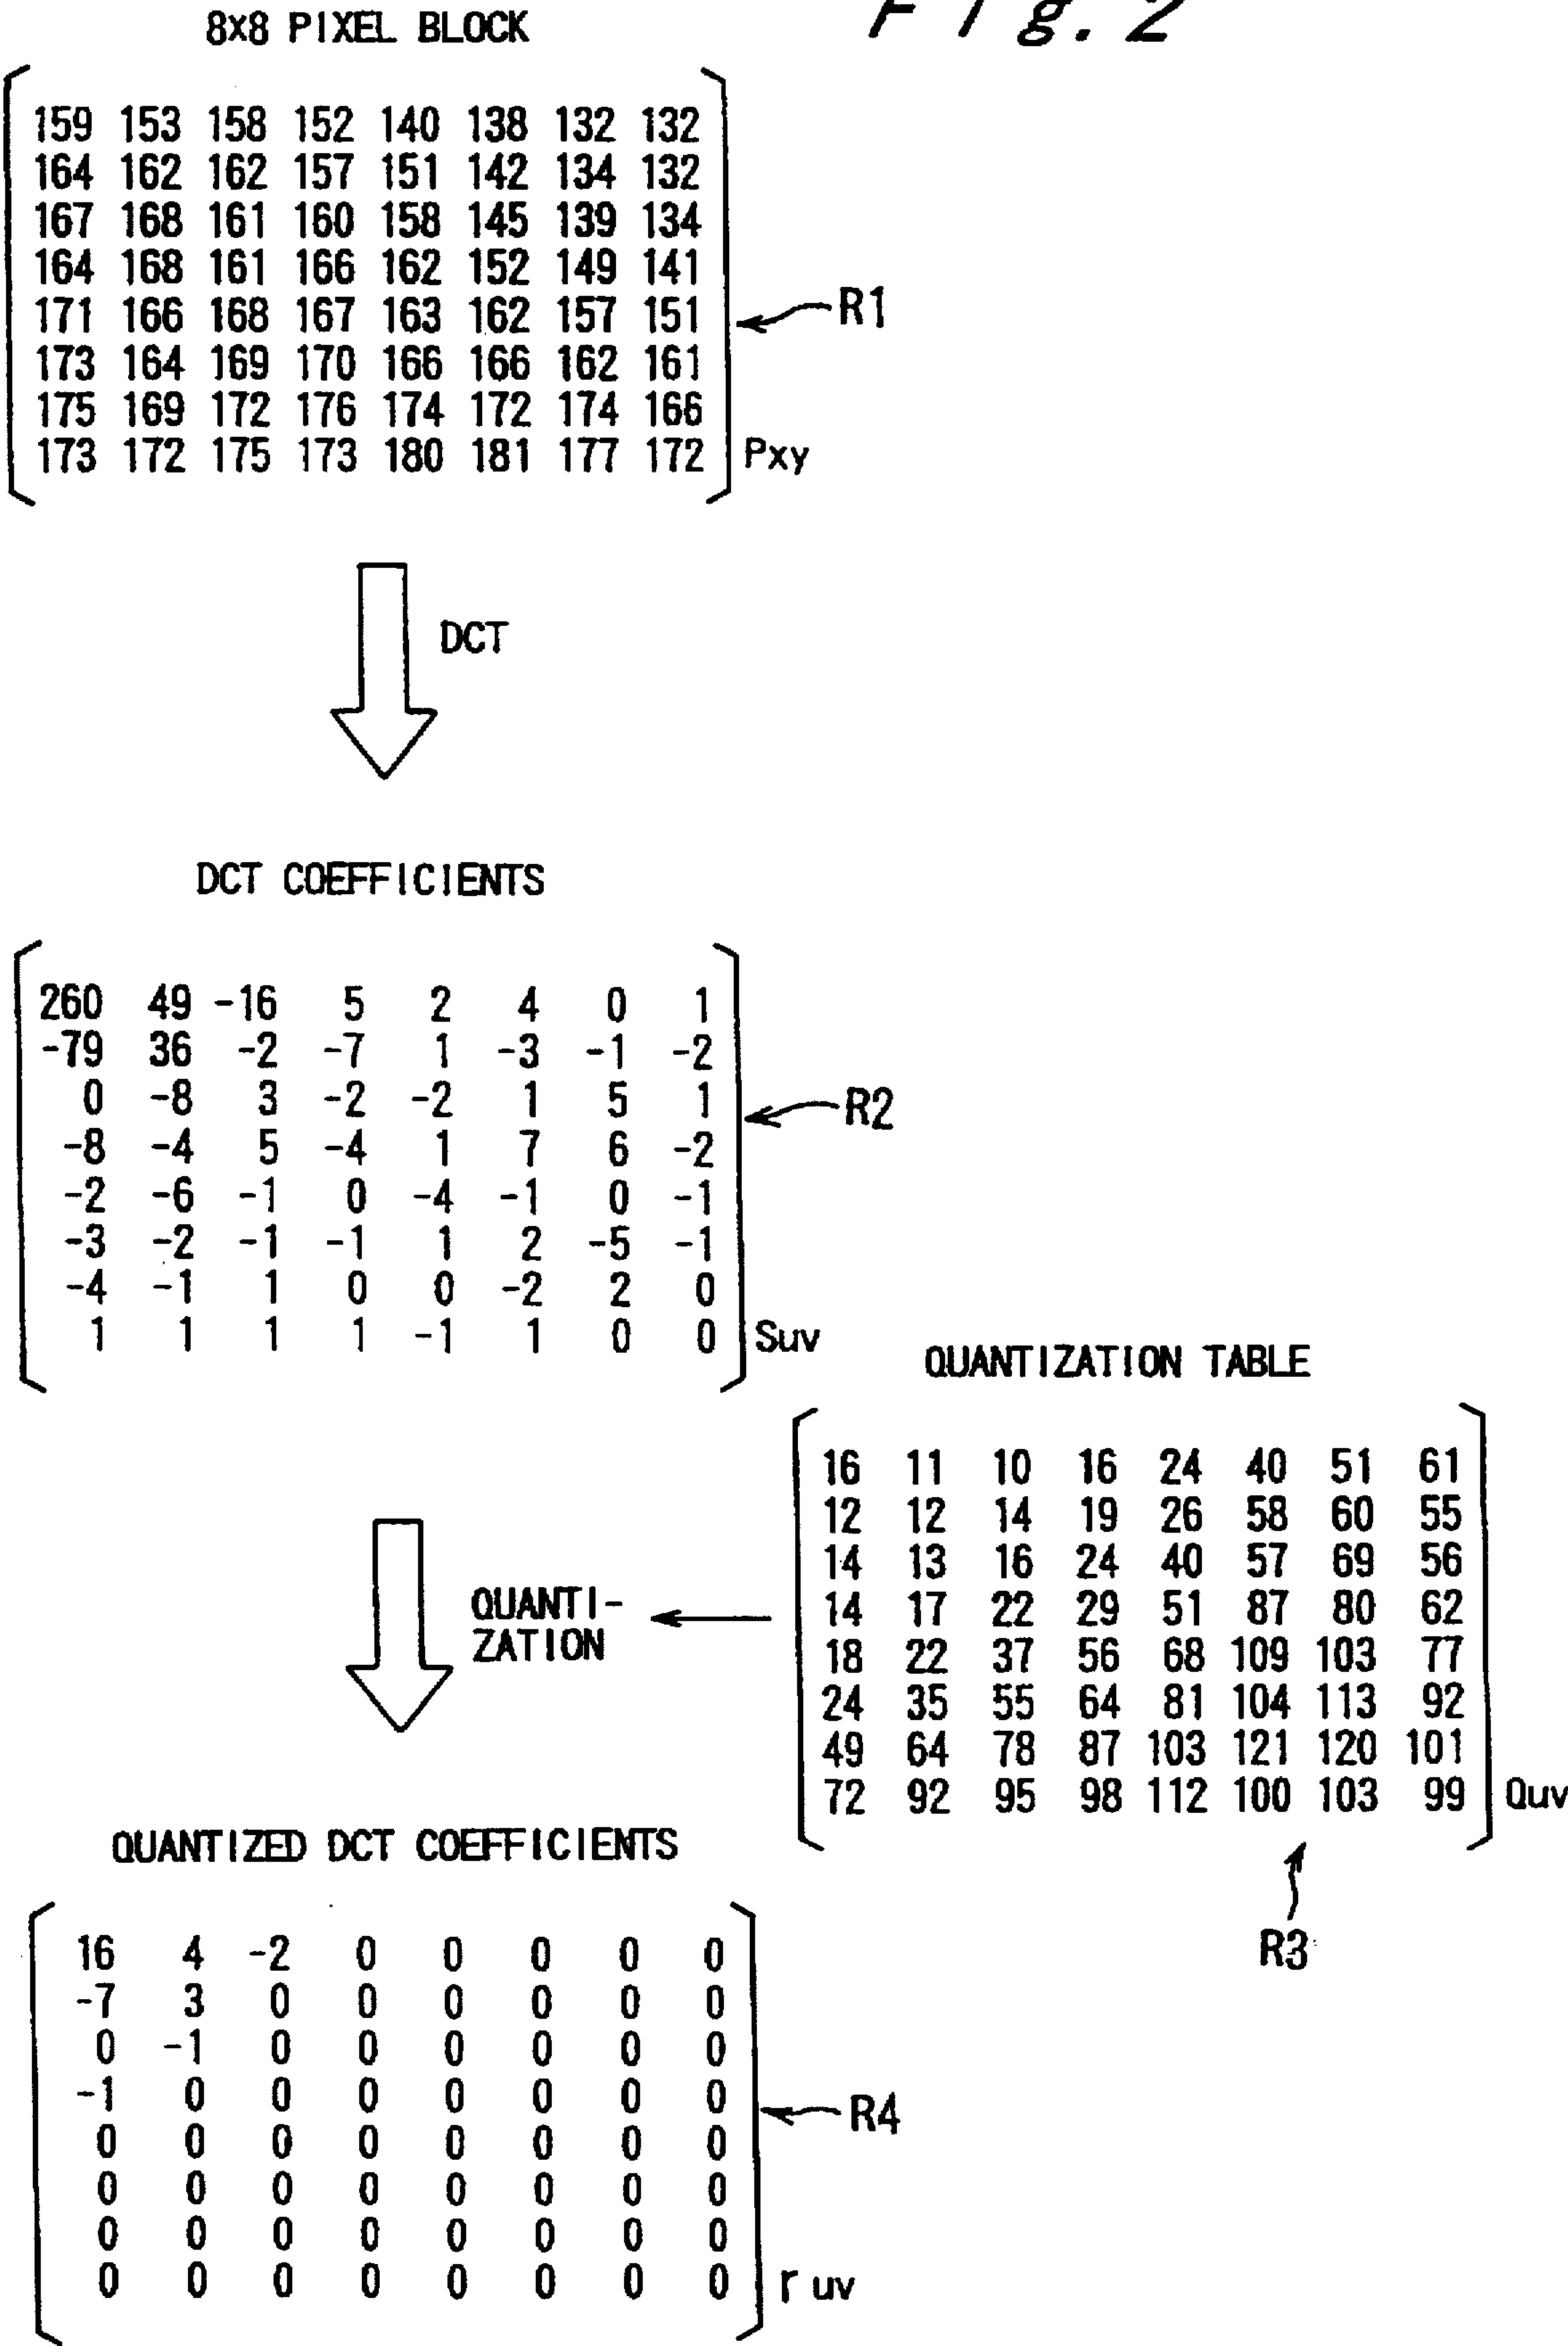 Fig. 2
8x8 PIXEL BLOCK
159 153 158 152 140 138 132 132
164 162 162 157 151 142 134 132
167 168 161 160 158 145 139 134
164 168 161 166 162 152 149 141
171 166 168 167 163 162 157 151
R1
173 164 169 170 166 166 162 161
175 169 172 176 174 172 174 166
173 172 175 173 180 181 177 172 Pxy
DCT
DCT COEFFICIENTS
260 49 -16 5 2 4 0 1
-79 36 -2 -7 1 -3 -1 -2
0 -8 3 -2 -2 1 5 1
R2
-8 -4 5 -4 1 7 6 -2
-2 -6 -1 0 -4 -1 0 -1
-3 -2 -1 -1 1 2 -5 -1
-4 -1 1 0 0 -2 2 0
1 1 1 1 -1 1 0 0 Suv
QUANTIZATION TABLE
16 11 10 16 24 40 51 61
12 12 14 19 26 58 60 55
14 13 16 24 40 57 69 56
14 17 22 29 51 87 80 62
18 22 37 56 68 109 103 77
24 35 55 64 81 104 113 92
49 64 78 87 103 121 120 101
72 92 95 98 112 100 103 99 Quv
R3
QUANTI-
ZATION
QUANTIZED DCT COEFFICIENTS
16 4 -2 0 0 0 0 0
-7 3 0 0 0 0 0 0
0 -1 0 0 0 0 0 0
-1 0 0 0 0 0 0 0
R4
0 0 0 0 0 0 0 0
0 0 0 0 0 0 0 0
0 0 0 0 0 0 0 0
0 0 0 0 0 0 0 0 ruv